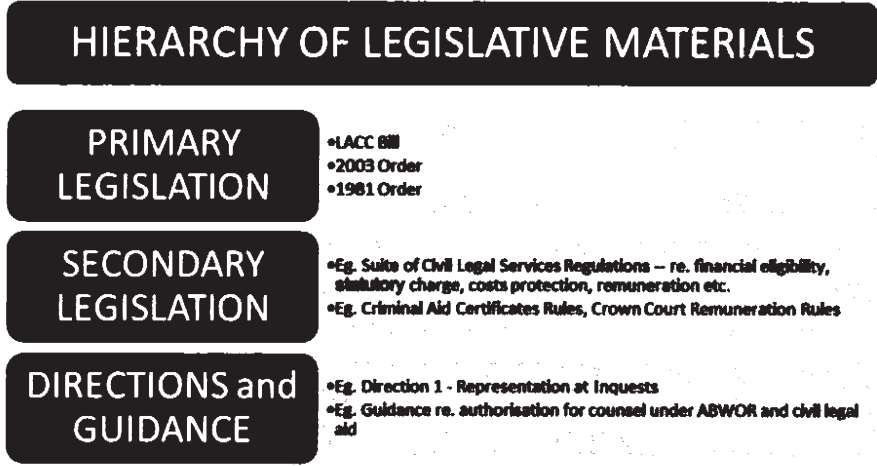 HIERARCHY OF LEGISLATIVE MATERIALS
PRIMARY
LEGISLATION
•LACC Bill
•2003 Order
•1981 Order
SECONDARY
LEGISLATION
•Eg. Suite of Civil Legal Services Regulations – re. financial eligibility,
statutory charge, costs protection, remuneration etc.
•Eg. Criminal Aid Certificates Rules, Crown Court Remuneration Rules
DIRECTIONS and
GUIDANCE
•Eg. Direction 1 - Representation at Inquests
•Eg. Guidance re. authorisation for counsel under ABWOR and civil legal
aid